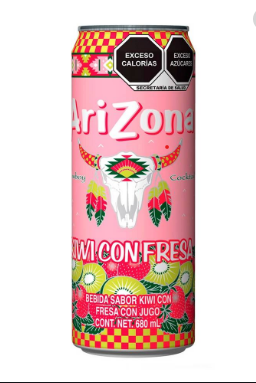 EXCESO CALORÍAS
EXCESO AZÚCARES
SECRETARÍA DE SALUD
AriZona
KIWI CON FRESA
BEBIDA SABOR KIWI CON
FRESA CON JUGO
CONT. NET. 680 mL